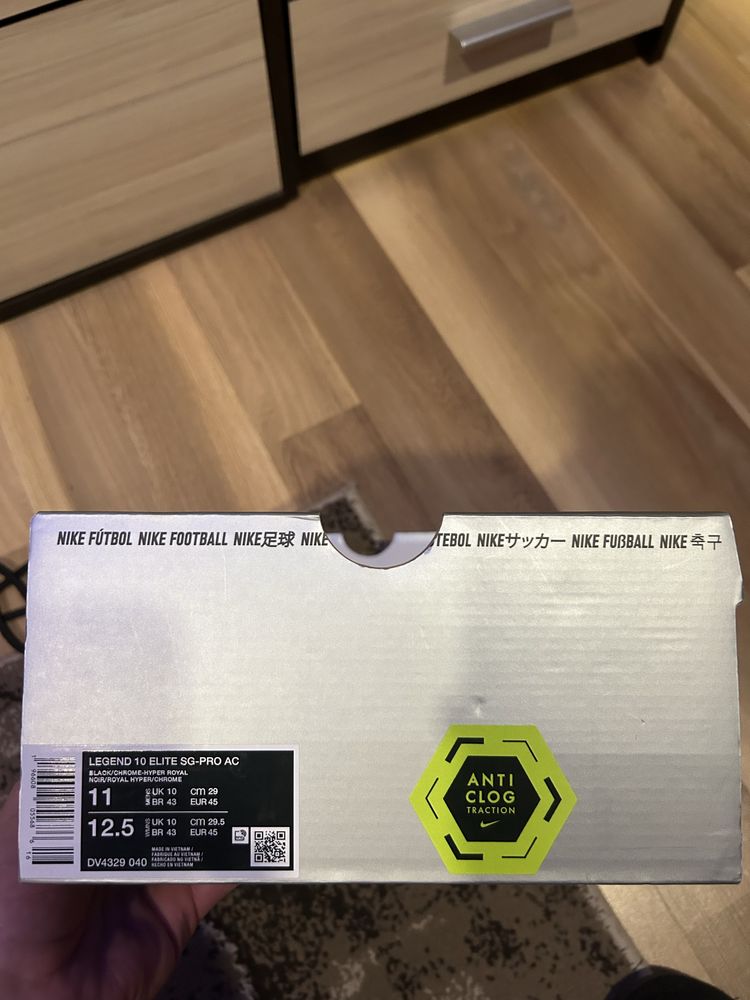 NIKE FÚTBOL NIKE FOOTBALL NIKE足球 NIKE TEBOL NIKEサッカー NIKE FUßBALL NIKE 축구
LEGEND 10 ELITE SG-PRO AC
BLACK/CHROME-HYPER ROYAL
NOIR/ROYAL HYPER/CHROME
11 MENS UK 10 cm 29
BR 43 EUR 45
12.5 WMNS UK 10 cm 29.5
BR 43 EUR 45
MADE IN VIETNAM /
FABRIQUE AU VIETNAM /
FABRICADO NO VIETNÃ /
HECHO EN VIETNAM
DV4329 040
ANTI
CLOG
TRACTION